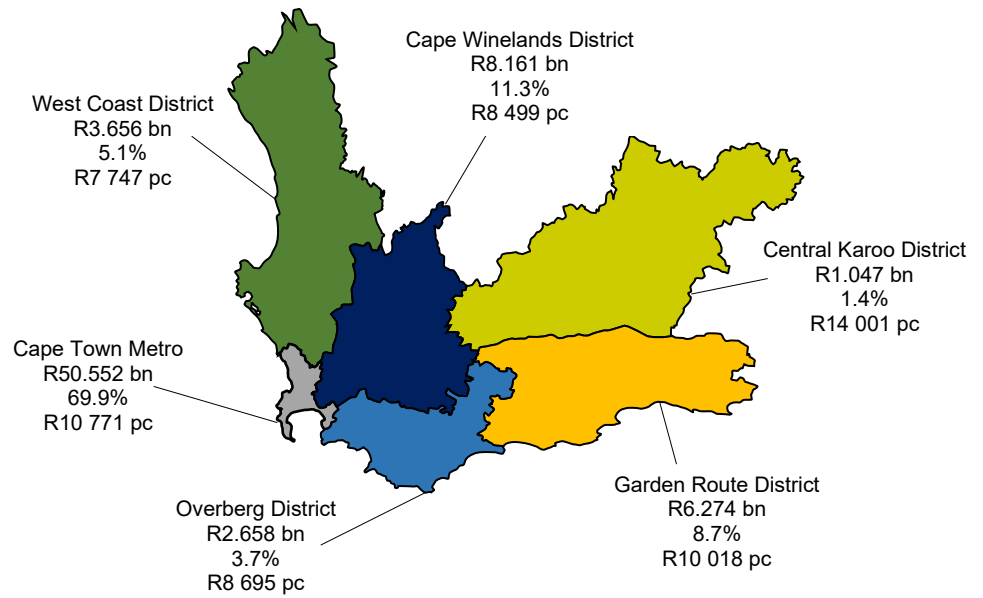 Cape Winelands District
R8.161 bn
11.3%
R8 499 pc
West Coast District
R3.656 bn
5.1%
R7 747 pc
Central Karoo District
R1.047 bn
1.4%
R14 001 pc
Cape Town Metro
R50.552 bn
69.9%
R10 771 pc
Garden Route District
R6.274 bn
8.7%
R10 018 pc
Overberg District
R2.658 bn
3.7%
R8 695 pc